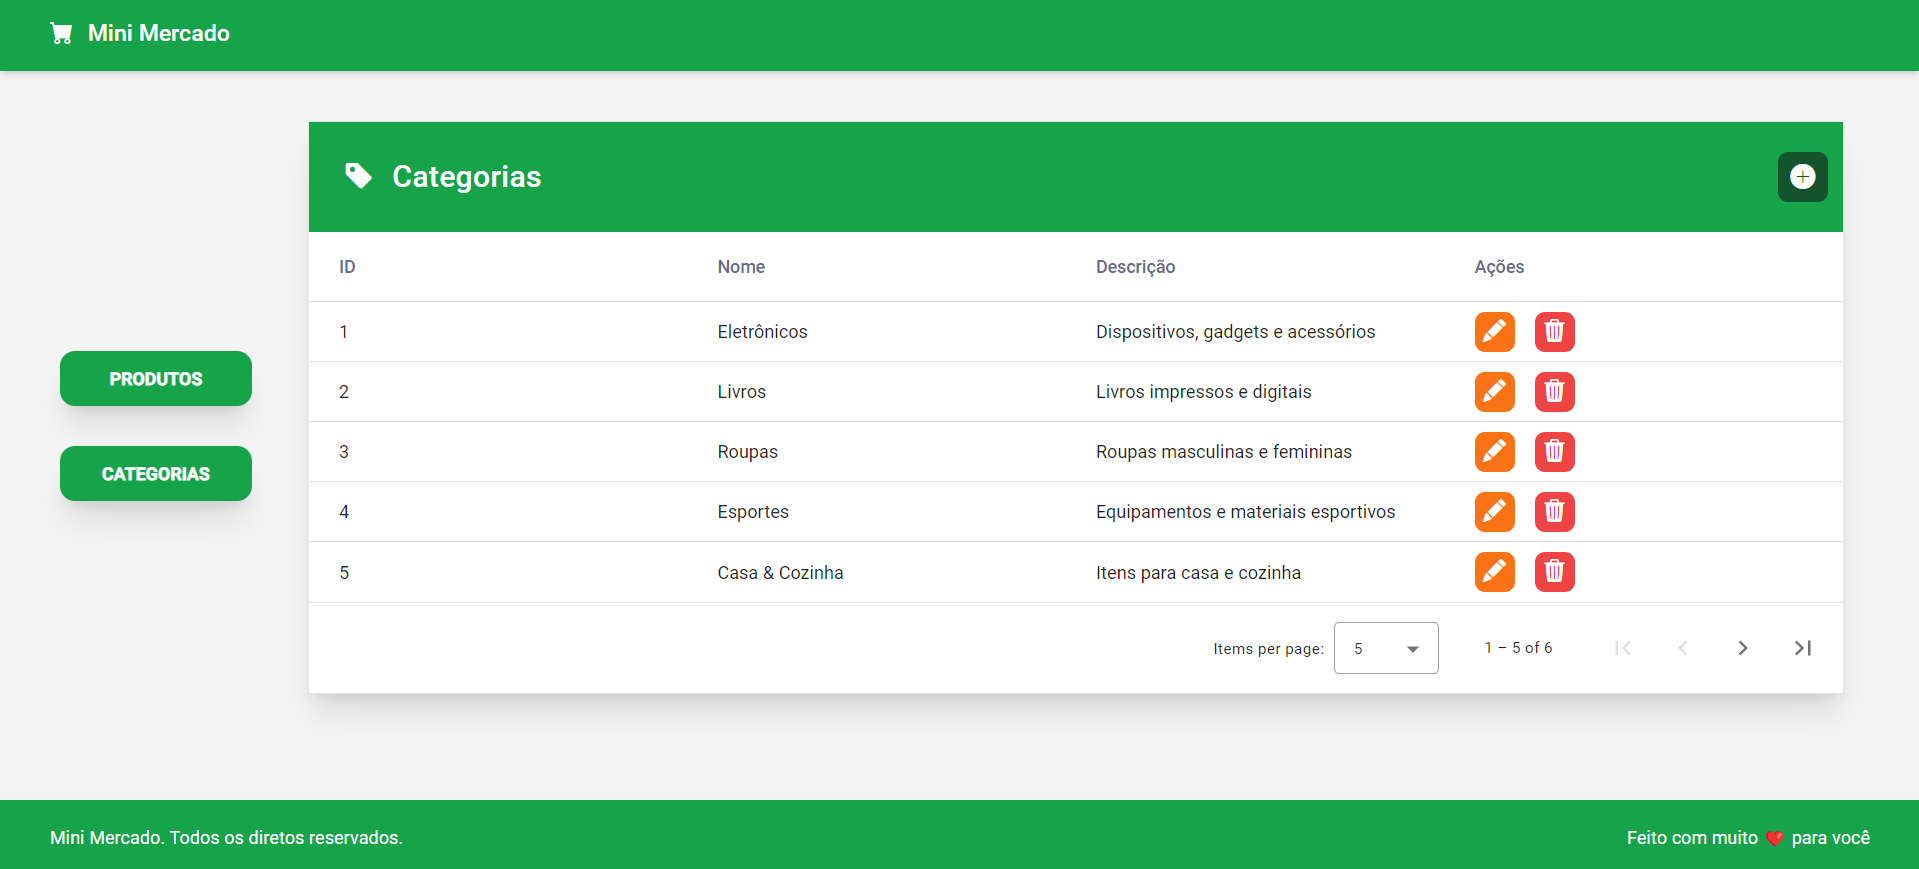 Mini Mercado
Categorias
PRODUTOS
CATEGORIAS
ID Nome Descrição Ações
1 Eletrônicos Dispositivos, gadgets e acessórios
2 Livros Livros impressos e digitais
3 Roupas Roupas masculinas e femininas
4 Esportes Equipamentos e materiais esportivos
5 Casa & Cozinha Itens para casa e cozinha
Items per page: 5 1 – 5 of 6
Mini Mercado. Todos os diretos reservados. Feito com muito ❤️ para você